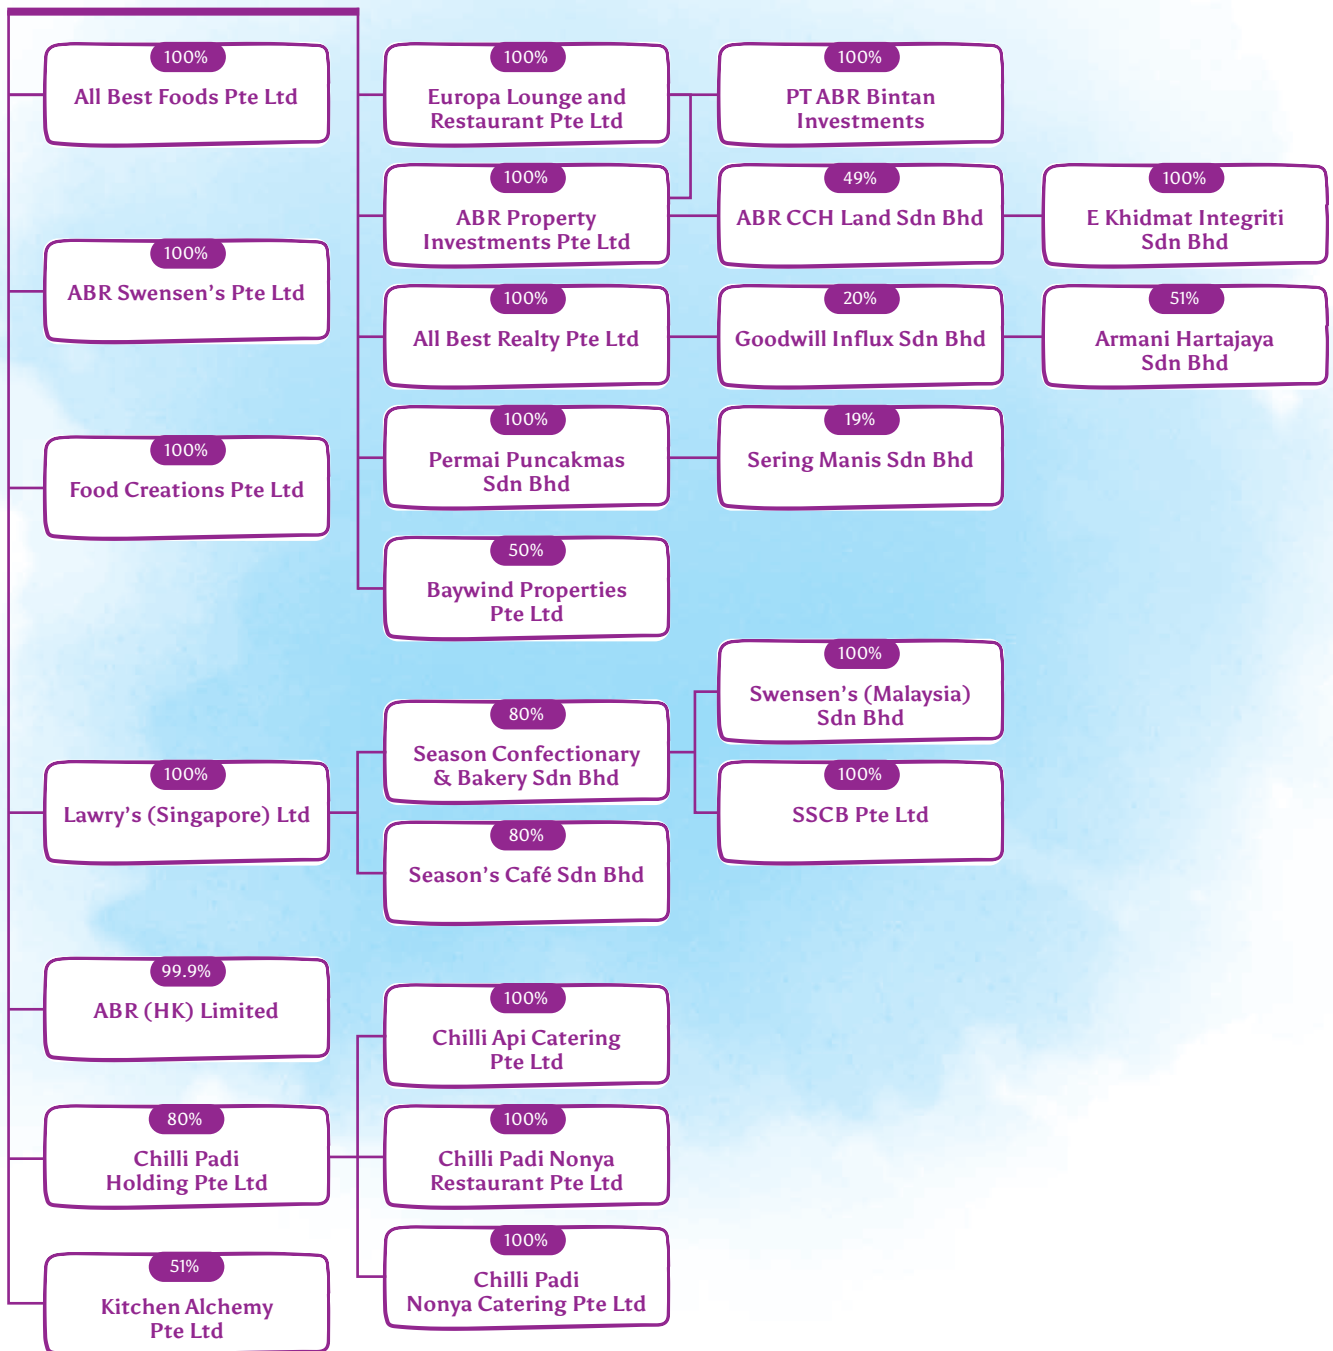 100%
All Best Foods Pte Ltd
100%
ABR Swensen's Pte Ltd
100%
Food Creations Pte Ltd
100%
Lawry's (Singapore) Ltd
99.9%
ABR (HK) Limited
80%
Chilli Padi
Holding Pte Ltd
51%
Kitchen Alchemy
Pte Ltd
100%
Europa Lounge and
Restaurant Pte Ltd
100%
ABR Property
Investments Pte Ltd
100%
All Best Realty Pte Ltd
100%
Permai Puncakmas
Sdn Bhd
50%
Baywind Properties
Pte Ltd
80%
Season Confectionary
& Bakery Sdn Bhd
80%
Season's Café Sdn Bhd
100%
Chilli Api Catering
Pte Ltd
100%
Chilli Padi Nonya
Restaurant Pte Ltd
100%
Chilli Padi
Nonya Catering Pte Ltd
100%
PT ABR Bintan
Investments
49%
ABR CCH Land Sdn Bhd
20%
Goodwill Influx Sdn Bhd
19%
Sering Manis Sdn Bhd
100%
Swensen's (Malaysia)
Sdn Bhd
100%
SSCB Pte Ltd
100%
E Khidmat Integriti
Sdn Bhd
51%
Armani Hartajaya
Sdn Bhd